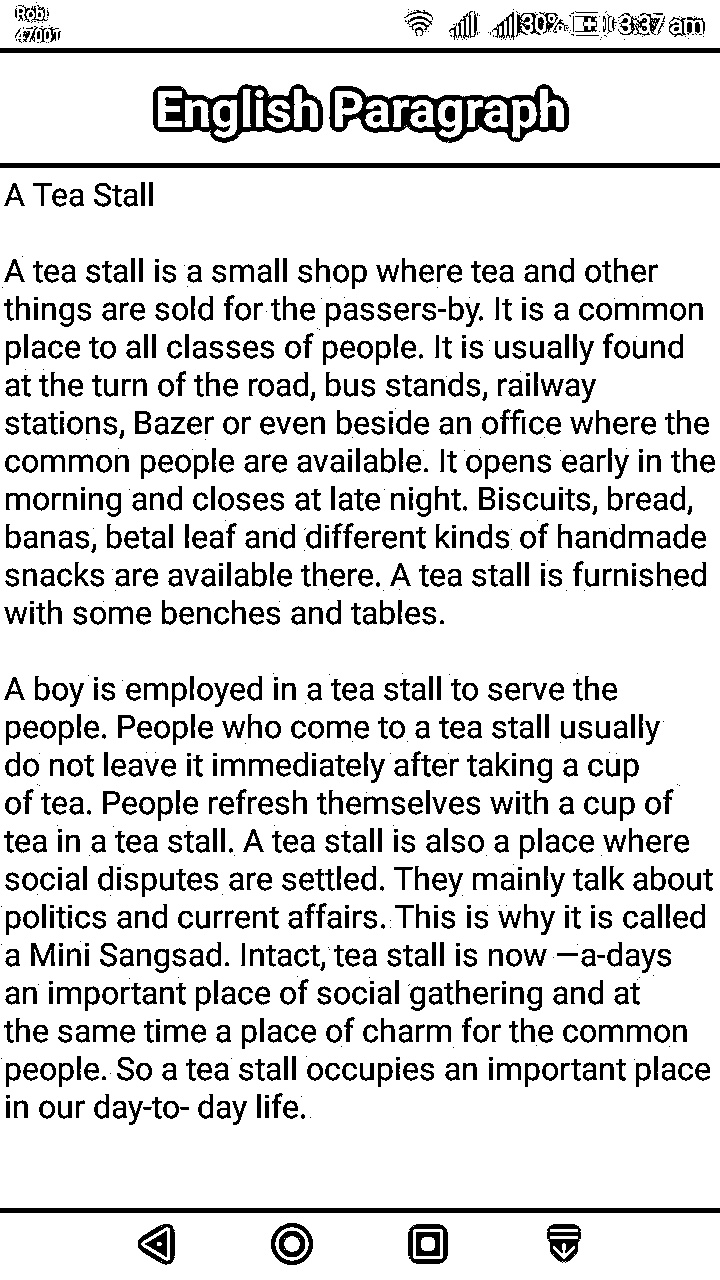 Robi
47001
30% 3:37 am
English Paragraph
A Tea Stall
A tea stall is a small shop where tea and other
things are sold for the passers-by. It is a common
place to all classes of people. It is usually found
at the turn of the road, bus stands, railway
stations, Bazer or even beside an office where the
common people are available. It opens early in the
morning and closes at late night. Biscuits, bread,
banas, betal leaf and different kinds of handmade
snacks are available there. A tea stall is furnished
with some benches and tables.
A boy is employed in a tea stall to serve the
people. People who come to a tea stall usually
do not leave it immediately after taking a cup
of tea. People refresh themselves with a cup of
tea in a tea stall. A tea stall is also a place where
social disputes are settled. They mainly talk about
politics and current affairs. This is why it is called
a Mini Sangsad. Intact, tea stall is now —a-days
an important place of social gathering and at
the same time a place of charm for the common
people. So a tea stall occupies an important place
in our day-to- day life.